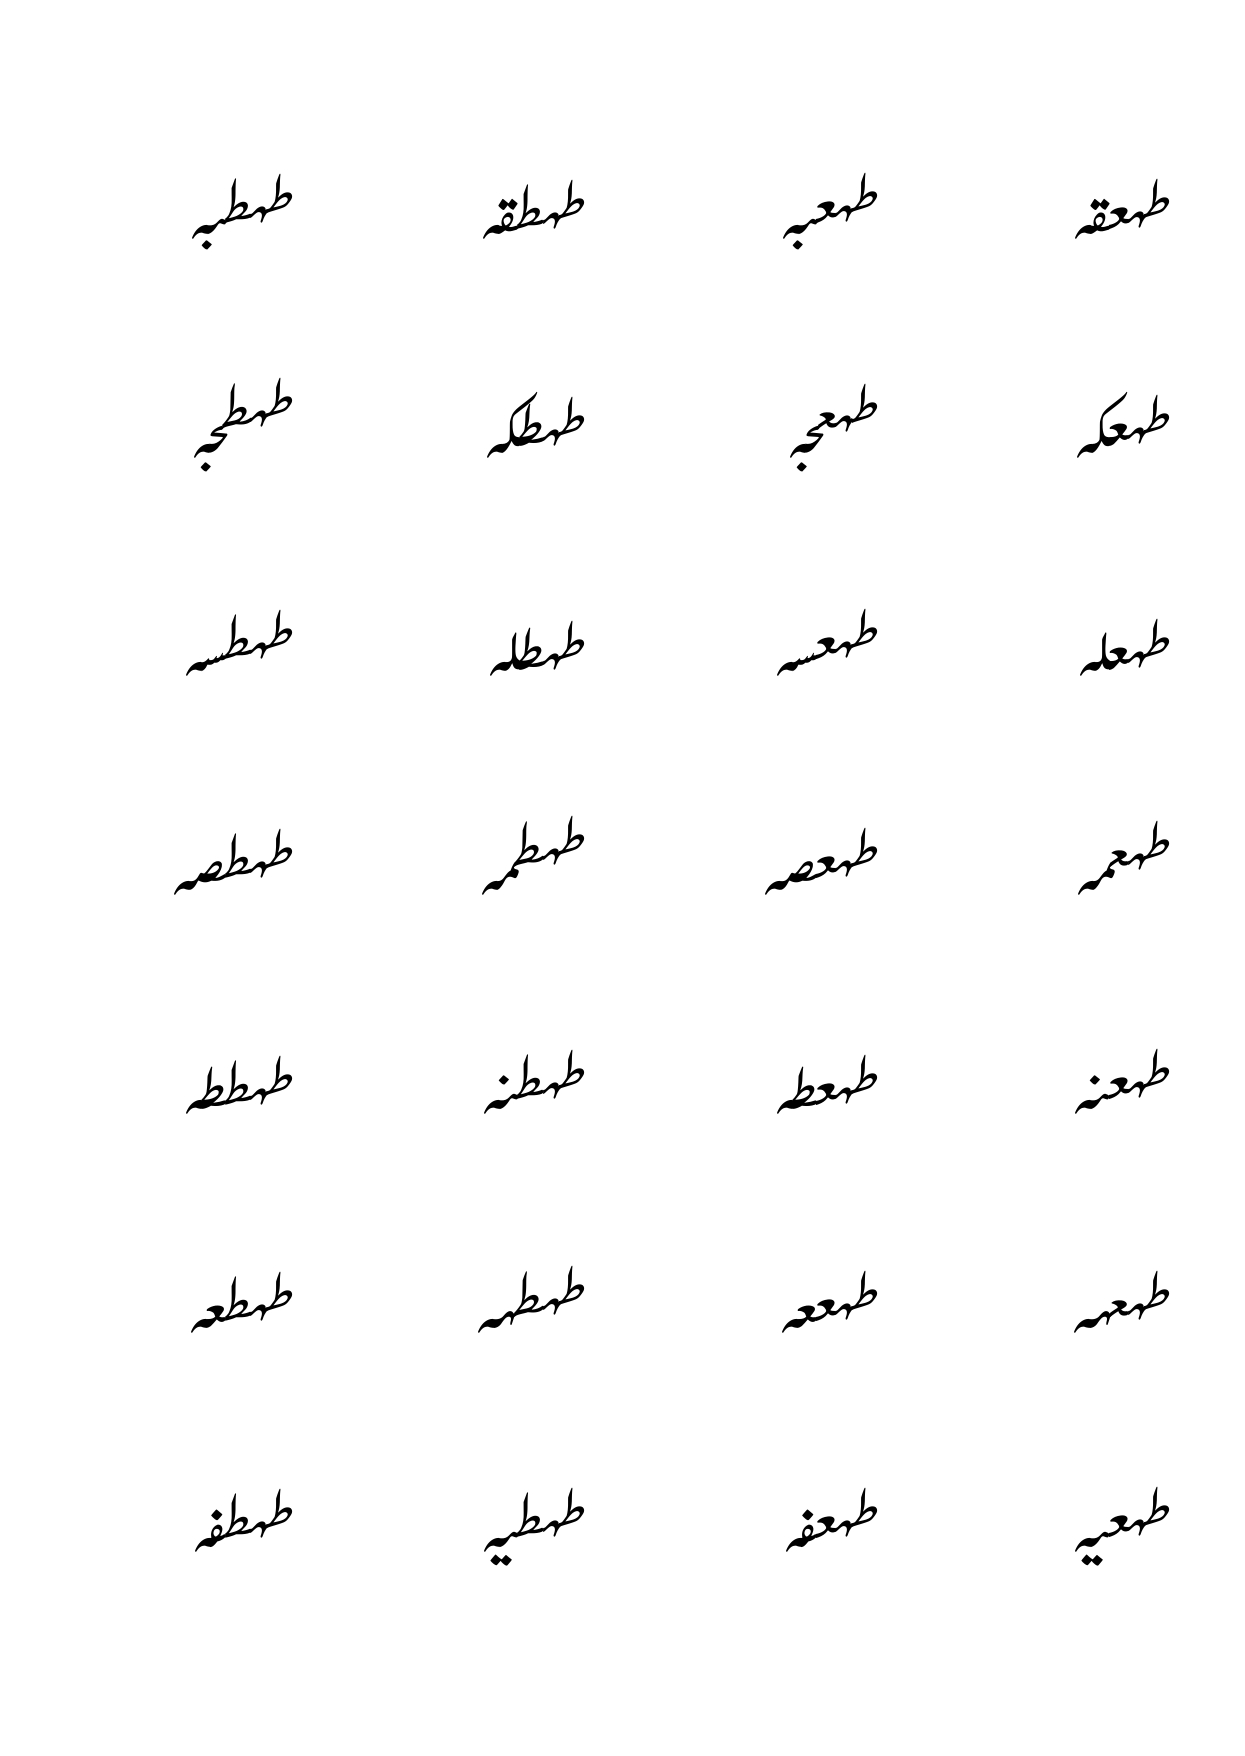 طهعقه طهعبه طهطقه طهطبه
طهعكه طهعجه طهطكه طهطجه
طهعله طهعسه طهطله طهطسه
طهعمه طهعصه طهطمه طهطصه
طهعنه طهعطه طهطنه طهططه
طهعهه طهععه طهطهه طهطعه
طهعيه طهعفه طهطيه طهطفه